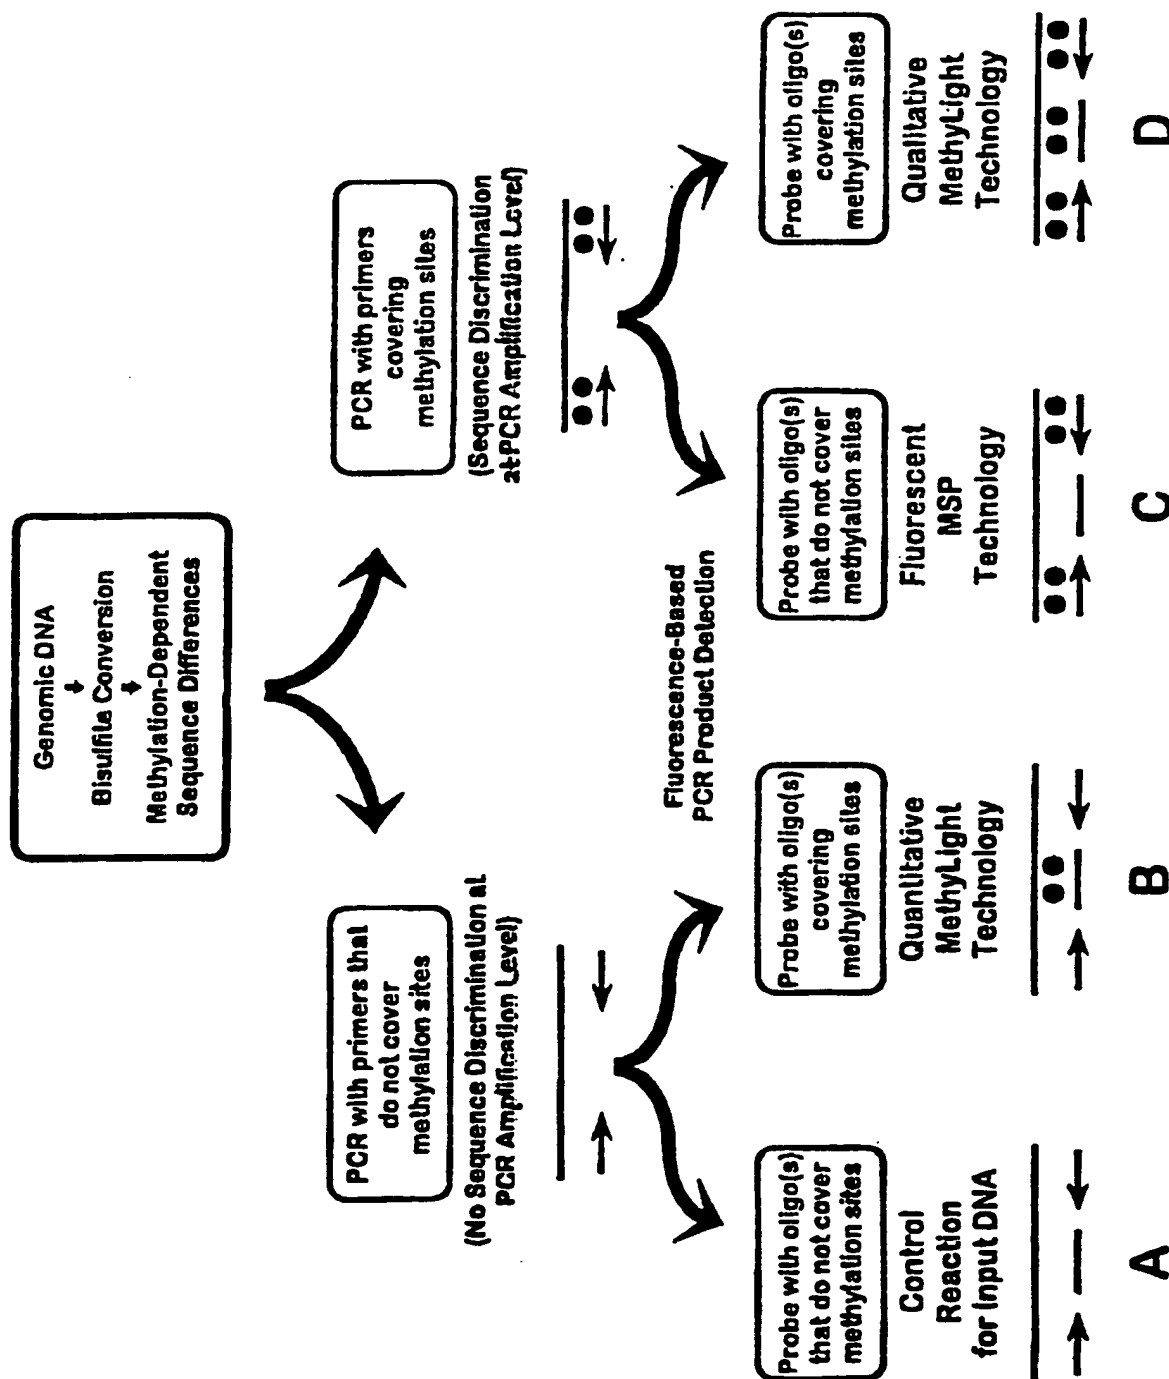 Genomic DNA
Bisulfite Conversion
Methylation-Dependent
Sequence Differences
PCR with primers that
do not cover
methylation sites
(No Sequence Discrimination at
PCR Amplification Level)
PCR with primers
covering
methylation sites
(Sequence Discrimination
at PCR Amplification Level)
Fluorescence-Based
PCR Product Detection
Probe with oligo(s)
that do not cover
methylation sites
Control
Reaction
for Input DNA
A
Probe with oligo(s)
covering
methylation sites
Quantitative
MethyLight
Technology
B
Probe with oligo(s)
that do not cover
methylation sites
Fluorescent
MSP
Technology
C
Probe with oligo(s)
covering
methylation sites
Qualitative
MethyLight
Technology
D